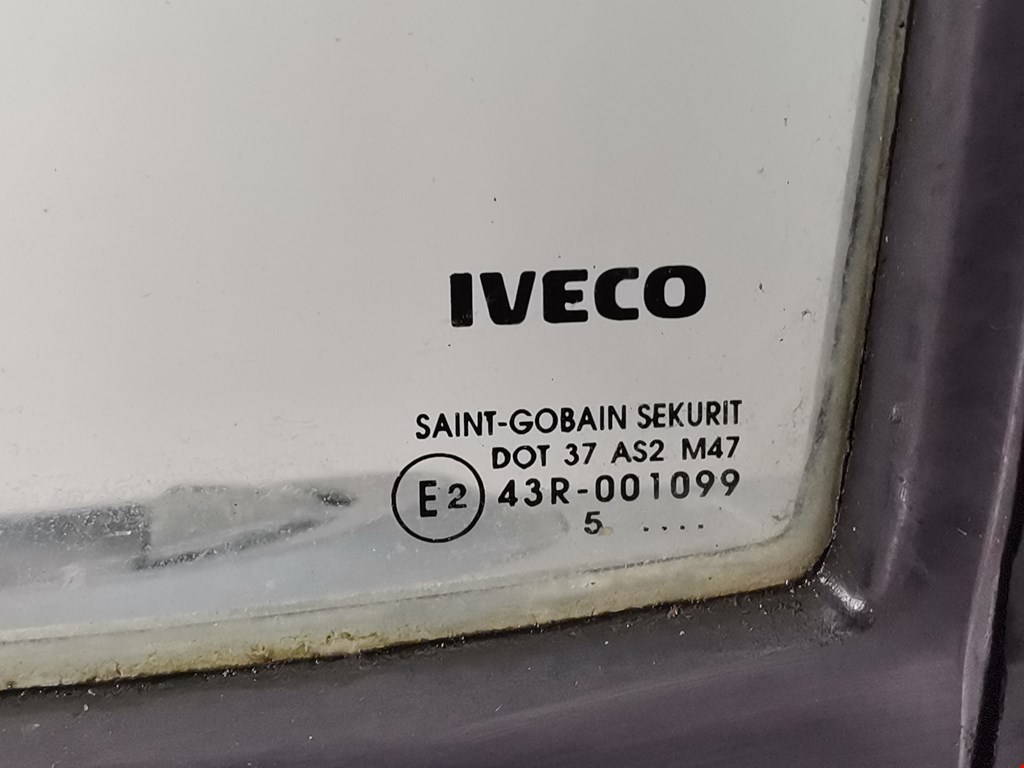 IVECO
SAINT-GOBAIN SEKURIT
DOT 37 AS2 M47
E2 43R-001099
5 ....